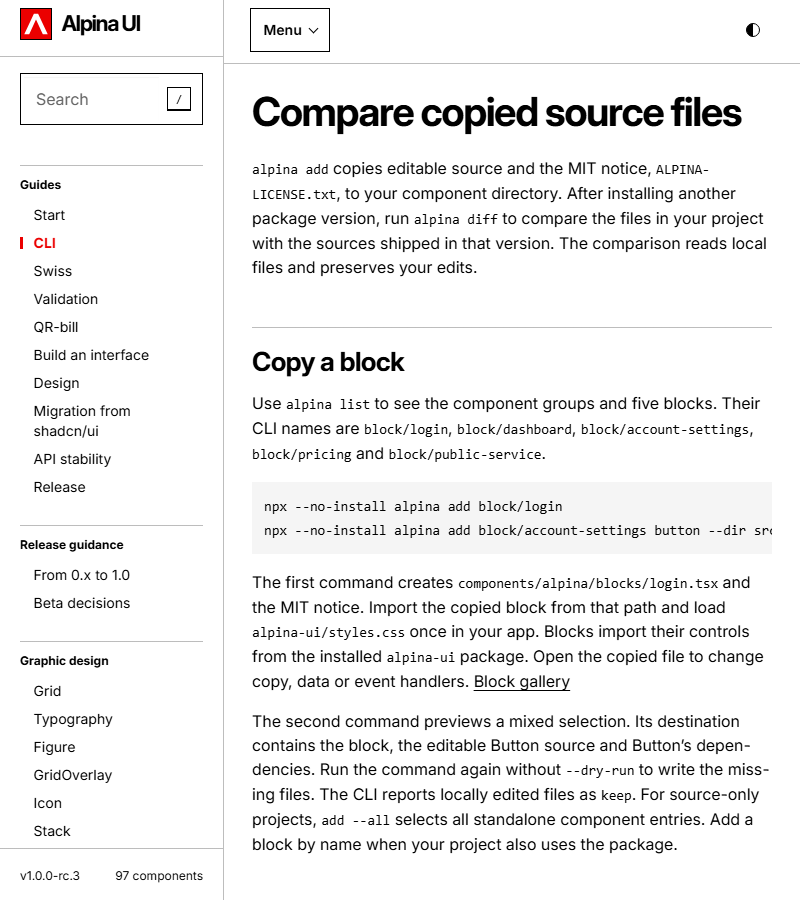 Alpina UI
Search /
Guides
Start
CLI
Swiss
Validation
QR-bill
Build an interface
Design
Migration from
shadcn/ui
API stability
Release
Release guidance
From 0.x to 1.0
Beta decisions
Graphic design
Grid
Typography
Figure
GridOverlay
Icon
Stack
v1.0.0-rc.3 97 components
Menu
Compare copied source files
alpina add copies editable source and the MIT notice, ALPINA-
LICENSE.txt, to your component directory. After installing another
package version, run alpina diff to compare the files in your project
with the sources shipped in that version. The comparison reads local
files and preserves your edits.
Copy a block
Use alpina list to see the component groups and five blocks. Their
CLI names are block/login, block/dashboard, block/account-settings,
block/pricing and block/public-service.
npx --no-install alpina add block/login
npx --no-install alpina add block/account-settings button --dir src
The first command creates components/alpina/blocks/login.tsx and
the MIT notice. Import the copied block from that path and load
alpina-ui/styles.css once in your app. Blocks import their controls
from the installed alpina-ui package. Open the copied file to change
copy, data or event handlers. Block gallery
The second command previews a mixed selection. Its destination
contains the block, the editable Button source and Button's depen-
dencies. Run the command again without --dry-run to write the miss-
ing files. The CLI reports locally edited files as keep. For source-only
projects, add --all selects all standalone component entries. Add a
block by name when your project also uses the package.